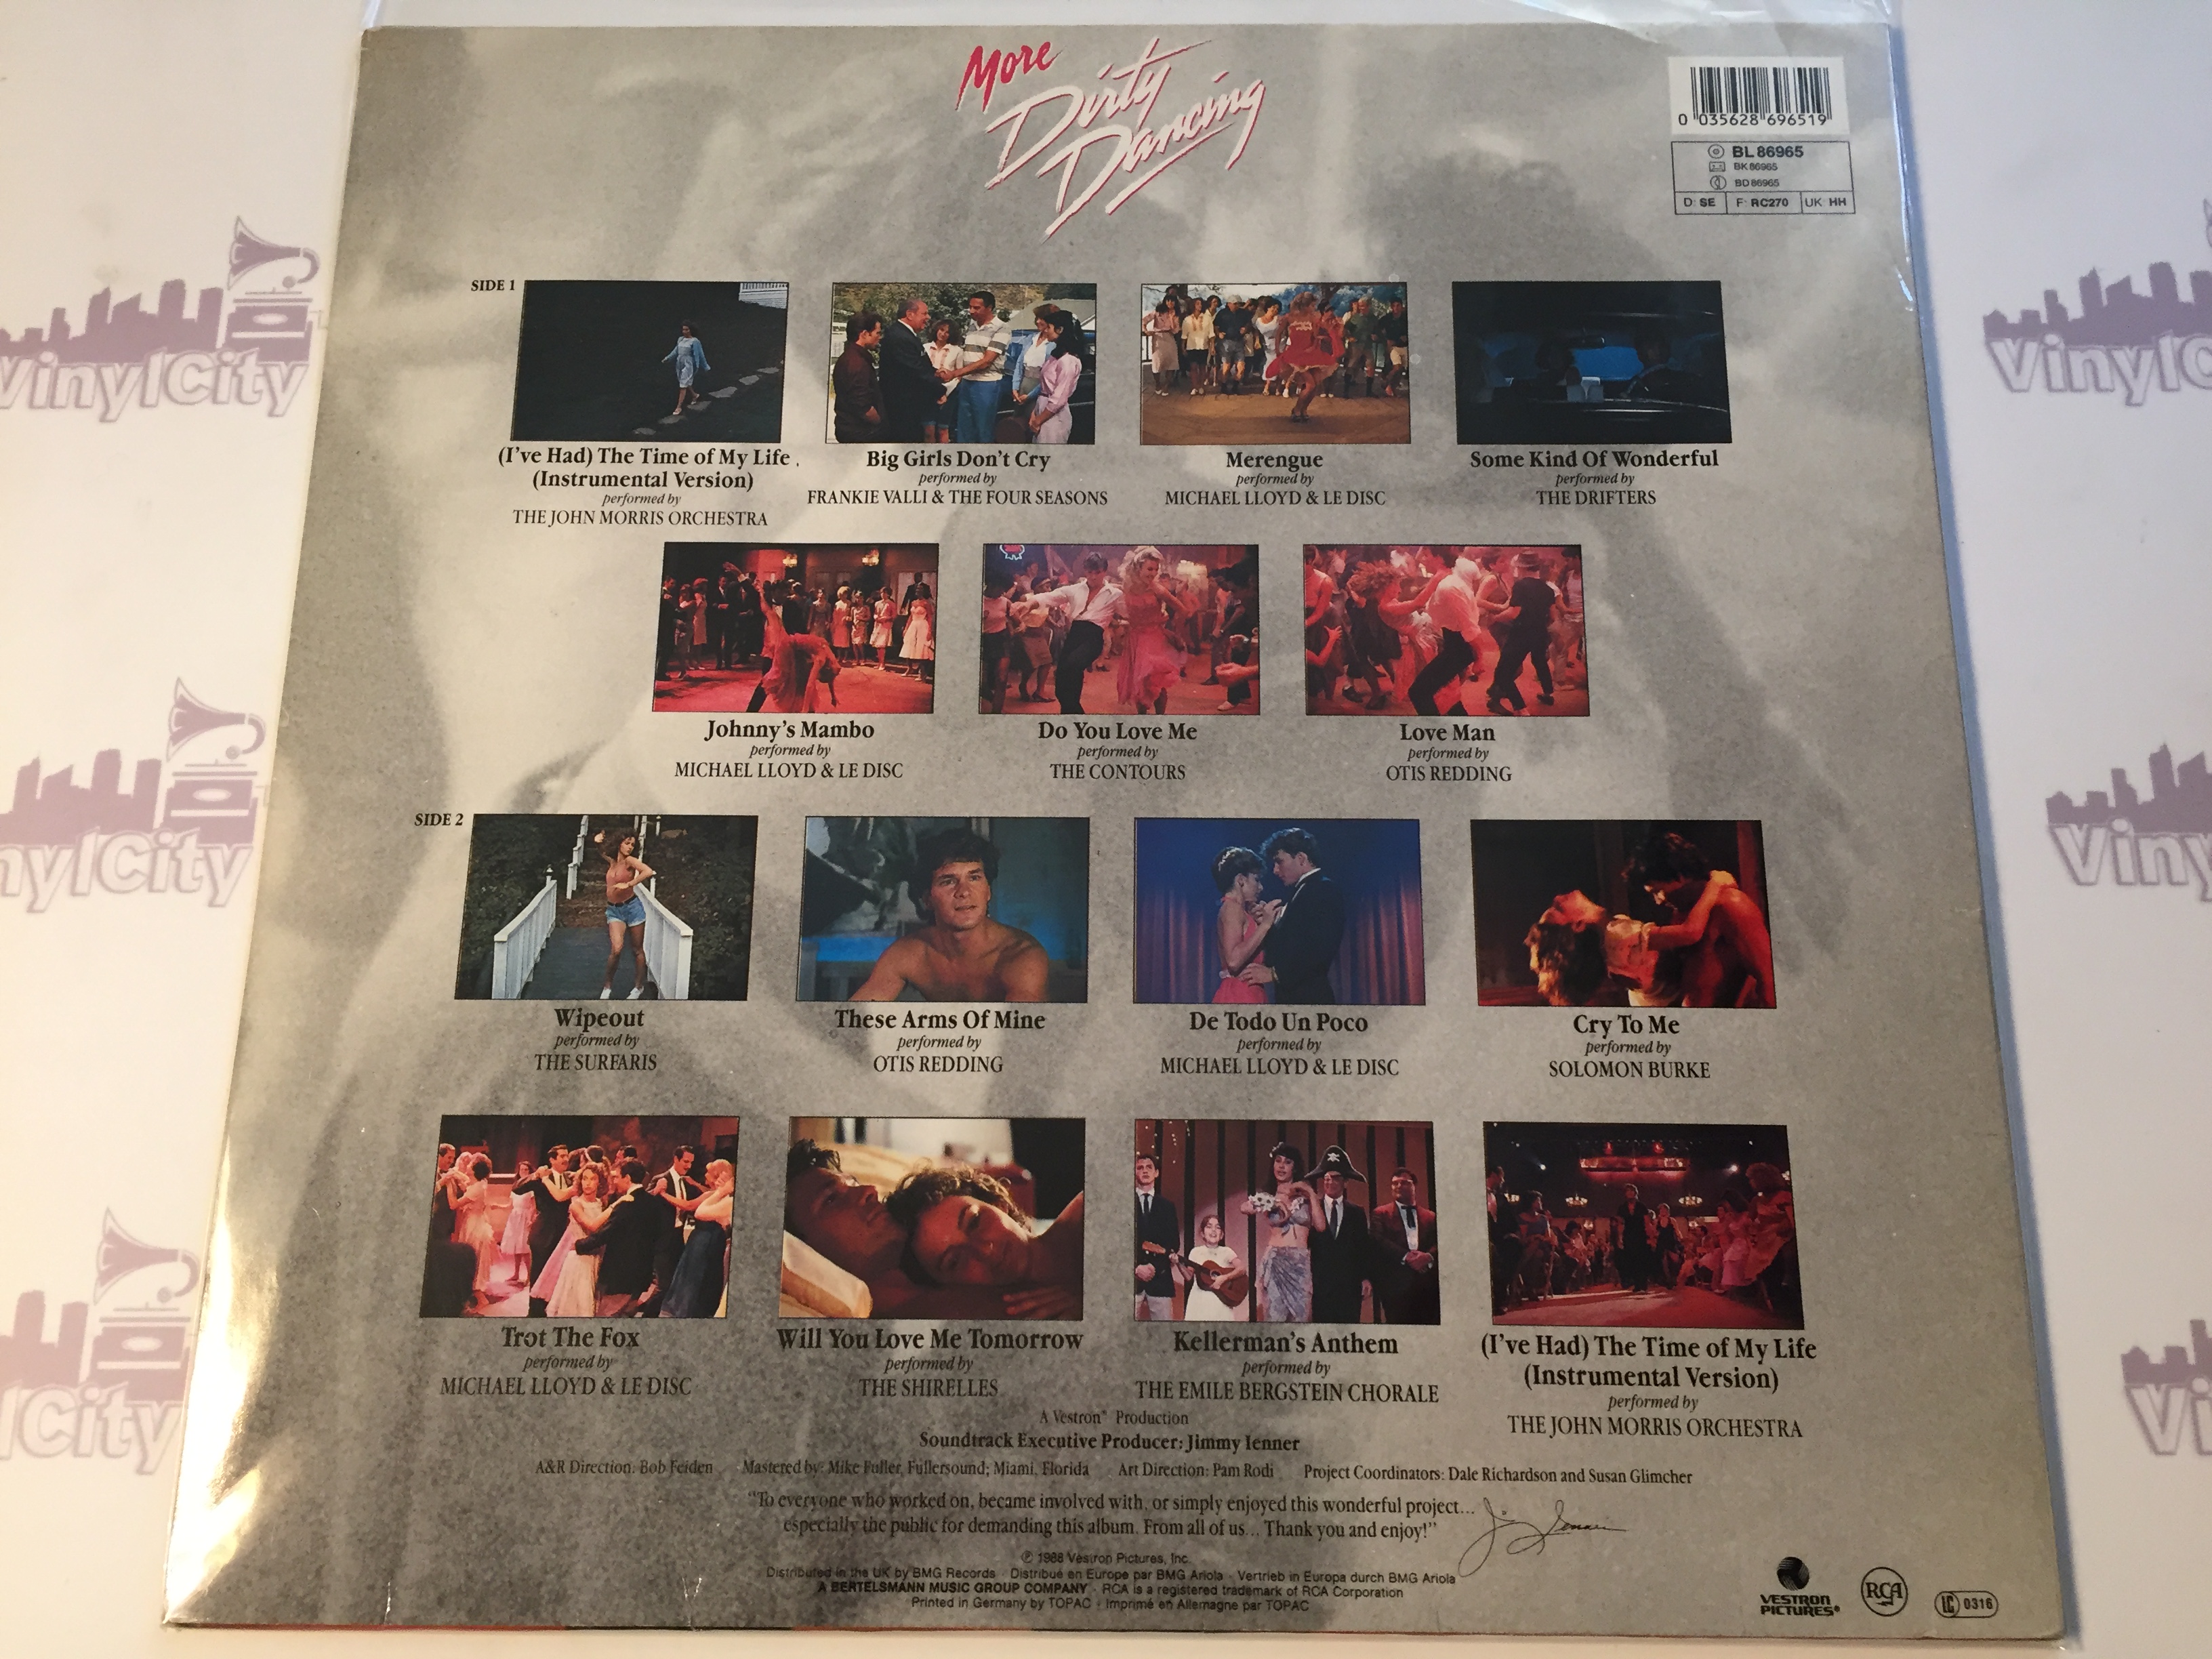 More
Dirty
Dancing
0 035628 696519
BL 86965
BK 86965
BD 86965
D: SE F: RC270 UK: HH
SIDE 1
(I've Had) The Time of My Life
(Instrumental Version)
performed by
THE JOHN MORRIS ORCHESTRA
Big Girls Don't Cry
performed by
FRANKIE VALLI & THE FOUR SEASONS
Merengue
performed by
MICHAEL LLOYD & LE DISC
Some Kind Of Wonderful
performed by
THE DRIFTERS
Johnny's Mambo
performed by
MICHAEL LLOYD & LE DISC
Do You Love Me
performed by
THE CONTOURS
Love Man
performed by
OTIS REDDING
SIDE 2
Wipeout
performed by
THE SURFARIS
These Arms Of Mine
performed by
OTIS REDDING
De Todo Un Poco
performed by
MICHAEL LLOYD & LE DISC
Cry To Me
performed by
SOLOMON BURKE
Trot The Fox
performed by
MICHAEL LLOYD & LE DISC
Will You Love Me Tomorrow
performed by
THE SHIRELLES
Kellerman's Anthem
performed by
THE EMILE BERGSTEIN CHORALE
(I've Had) The Time of My Life
(Instrumental Version)
performed by
THE JOHN MORRIS ORCHESTRA
A Vestron® Production
Soundtrack Executive Producer: Jimmy Ienner
A&R Direction: Bob Feiden Mastered by: Mike Fuller, Fullersound; Miami, Florida Art Direction: Pam Rodi Project Coordinators: Dale Richardson and Susan Glimcher
"To everyone who worked on, became involved with, or simply enjoyed this wonderful project...
especially the public for demanding this album. From all of us... Thank you and enjoy!"
℗ 1988 Vestron Pictures, Inc.
Distributed in the UK by BMG Records · Distribué en Europe par BMG Ariola · Vertrieb in Europa durch BMG Ariola
A BERTELSMANN MUSIC GROUP COMPANY · RCA is a registered trademark of RCA Corporation
Printed in Germany by TOPAC · Imprimé en Allemagne par TOPAC
VESTRON
PICTURES®
RCA
LC 0316
VinylCity
VinylC
nylCity
Viny
lCity
Vi